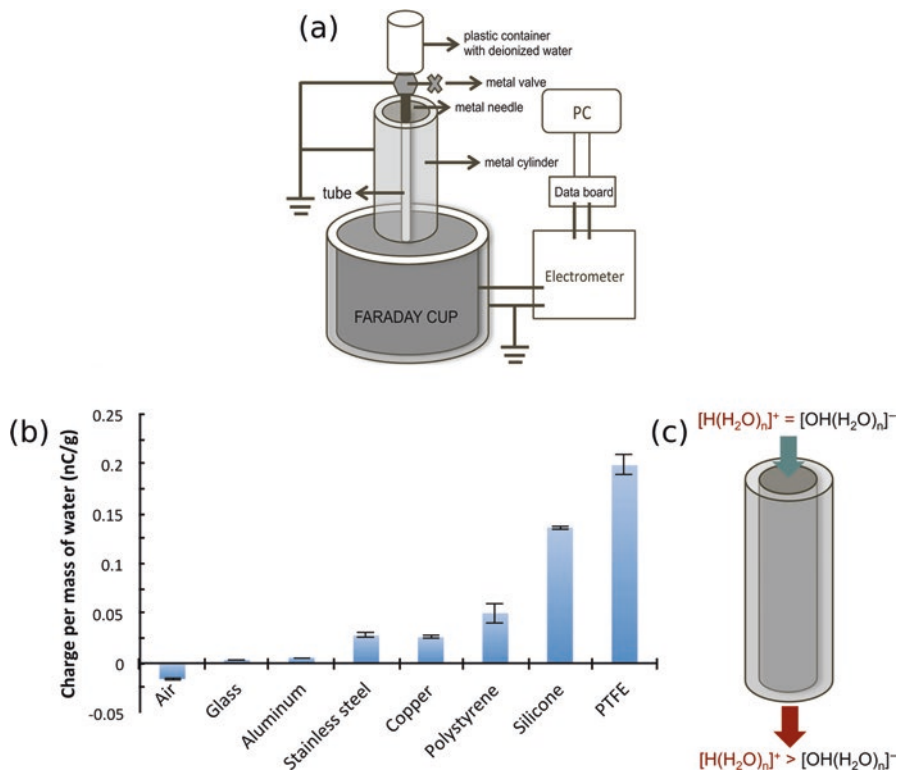 (a)
plastic container
with deionized water
metal valve
metal needle
PC
metal cylinder
tube
Data board
Electrometer
FARADAY CUP
(b)
Charge per mass of water (nC/g)
0.25
0.2
0.15
0.1
0.05
0
-0.05
Air
Glass
Aluminum
Stainless steel
Copper
Polystyrene
Silicone
PTFE
(c)
[H(H₂O)ₙ]⁺ = [OH(H₂O)ₙ]⁻
[H(H₂O)ₙ]⁺ > [OH(H₂O)ₙ]⁻